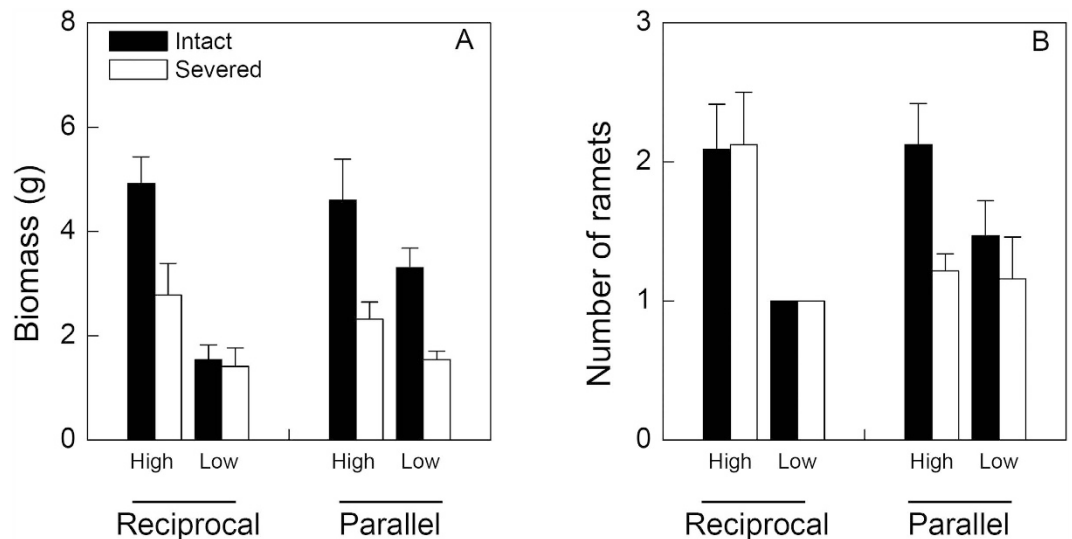 8
6
4
2
0
Biomass (g)
A
Intact
Severed
High Low High Low
Reciprocal Parallel
3
2
1
0
Number of ramets
B
High Low High Low
Reciprocal Parallel